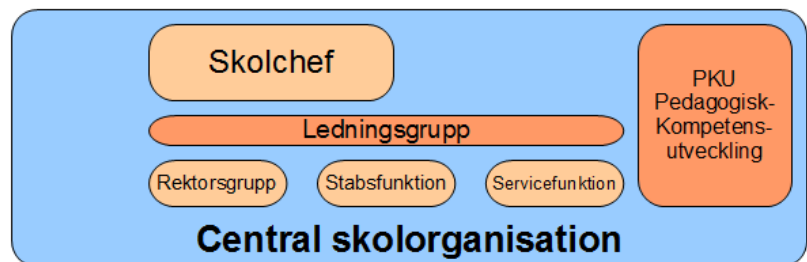 Skolchef
Ledningsgrupp
Rektorsgrupp
Stabsfunktion
Servicefunktion
PKU
Pedagogisk-
Kompetens-
utveckling
Central skolorganisation